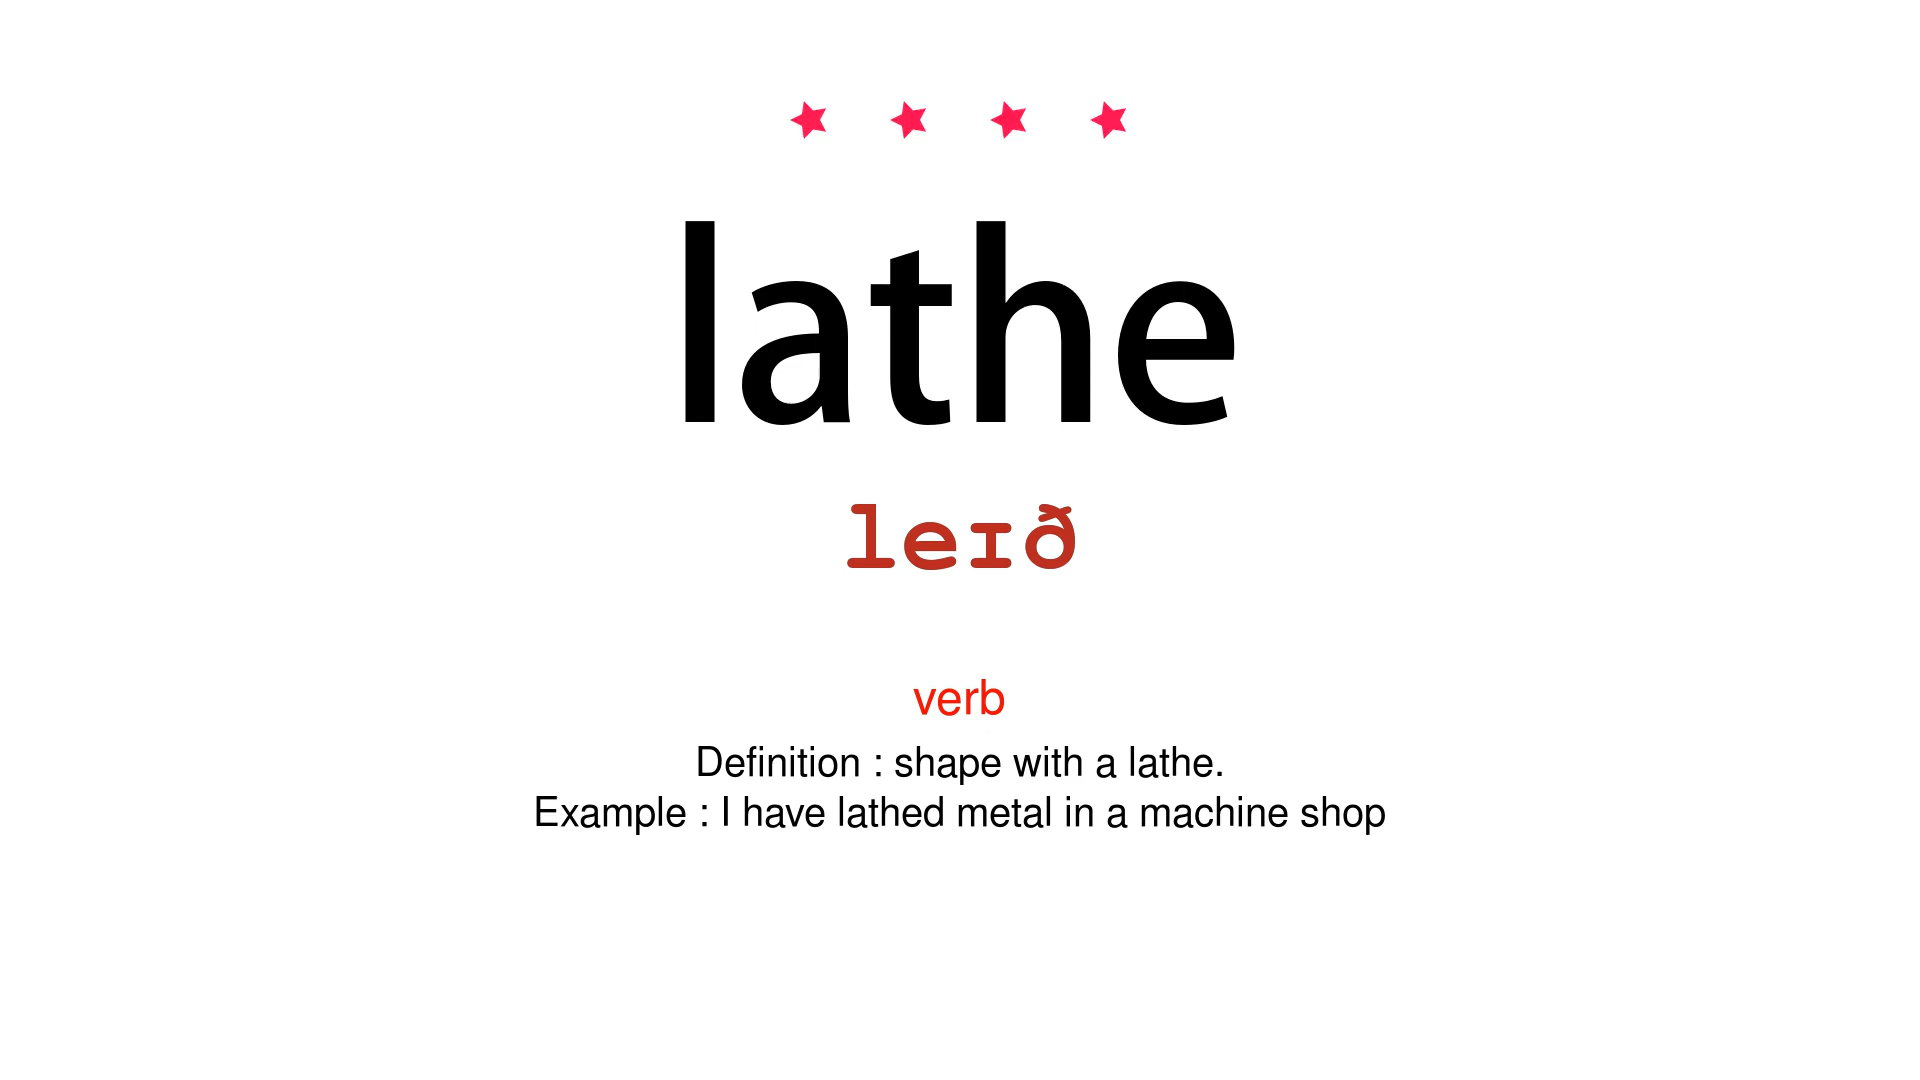 lathe
leɪð
verb
Definition : shape with a lathe.
Example : I have lathed metal in a machine shop